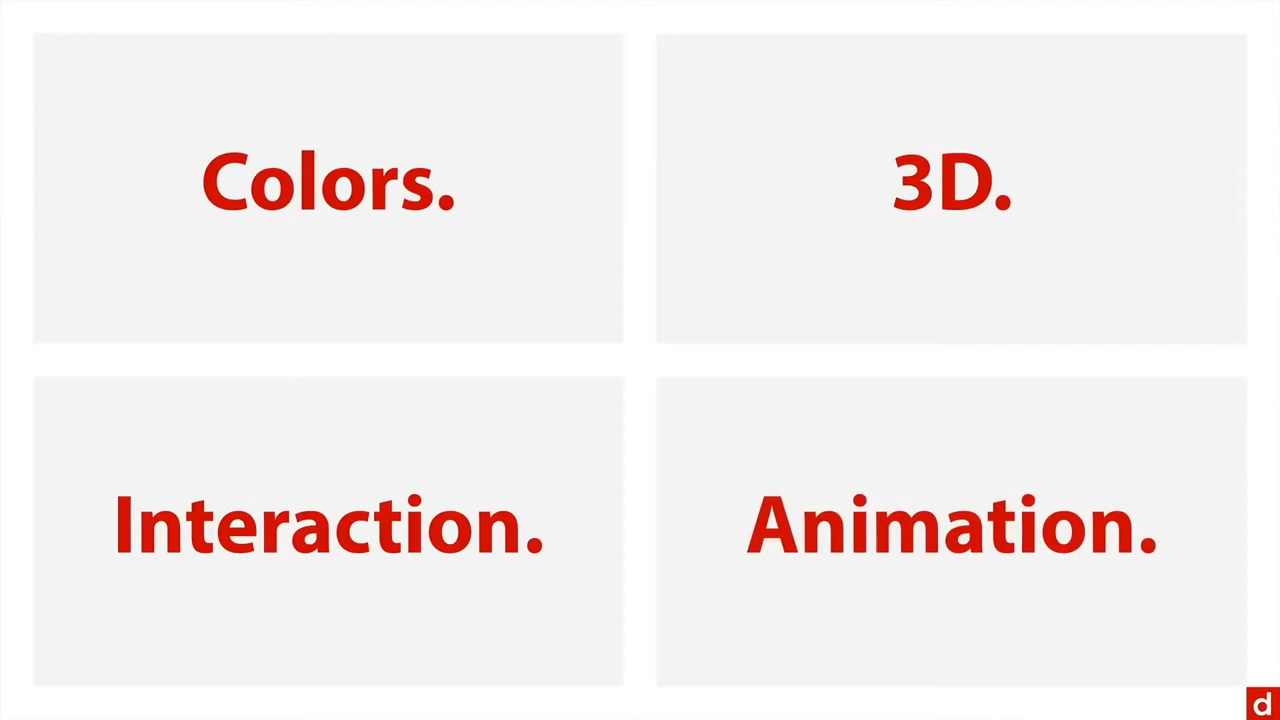 Colors.
3D.
Interaction.
Animation.
d